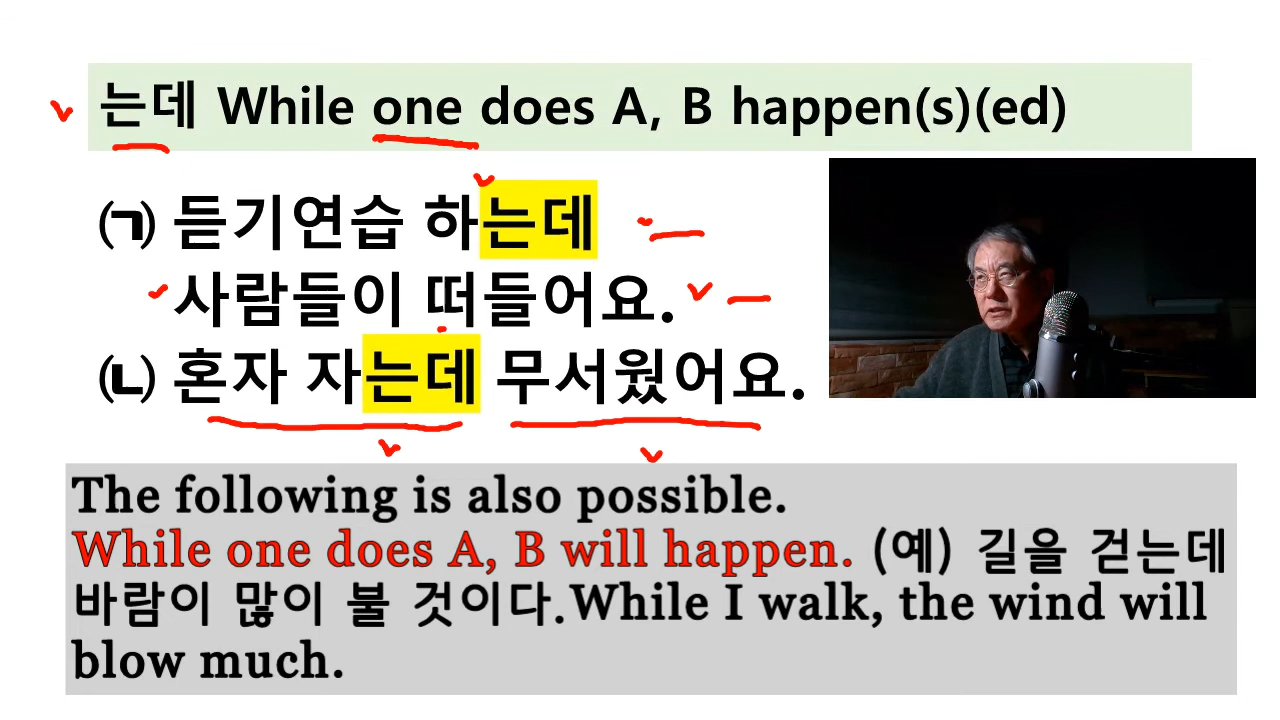 는데 While one does A, B happen(s)(ed)
(ㄱ) 듣기연습 하는데
사람들이 떠들어요.
(ㄴ) 혼자 자는데 무서웠어요.
The following is also possible.
While one does A, B will happen. (예) 길을 걷는데
바람이 많이 불 것이다.While I walk, the wind will
blow much.